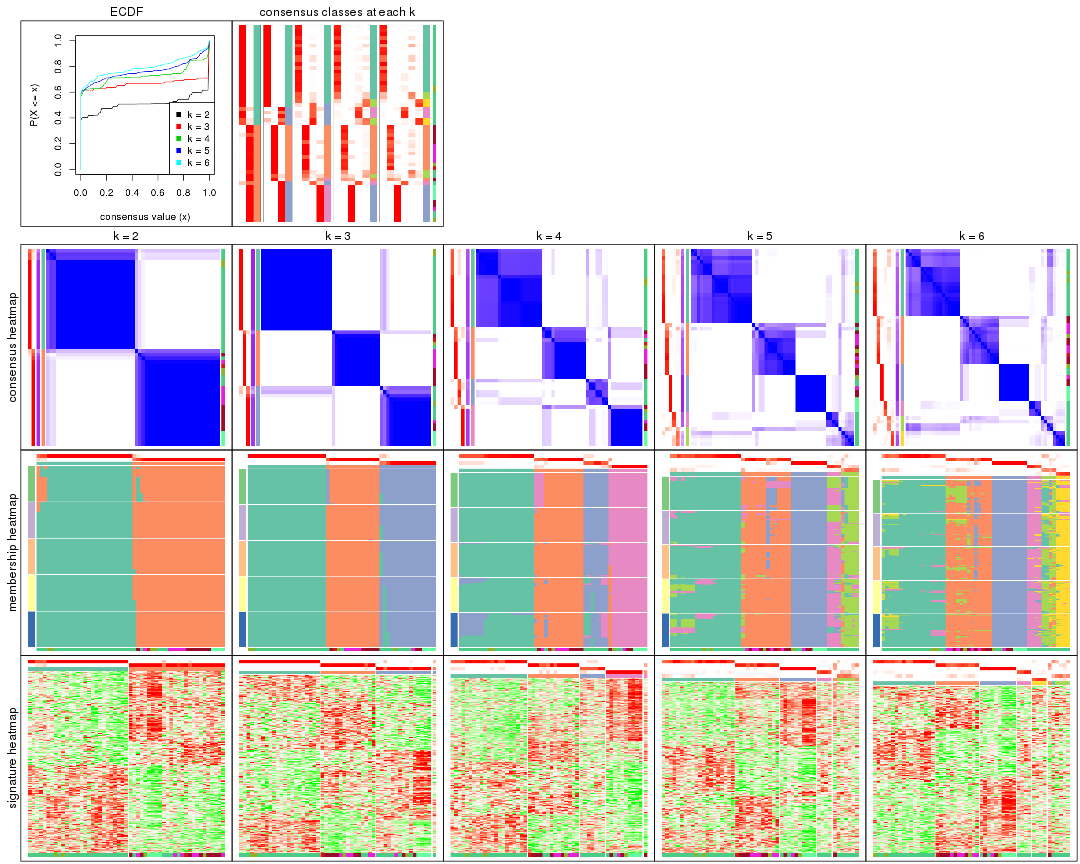 ECDF
consensus classes at each k
P(X <= x)
0.0 0.2 0.4 0.6 0.8 1.0
k = 2
k = 3
k = 4
k = 5
k = 6
0.0 0.2 0.4 0.6 0.8 1.0
consensus value (x)
k = 2 k = 3 k = 4 k = 5 k = 6
consensus heatmap
membership heatmap
signature heatmap